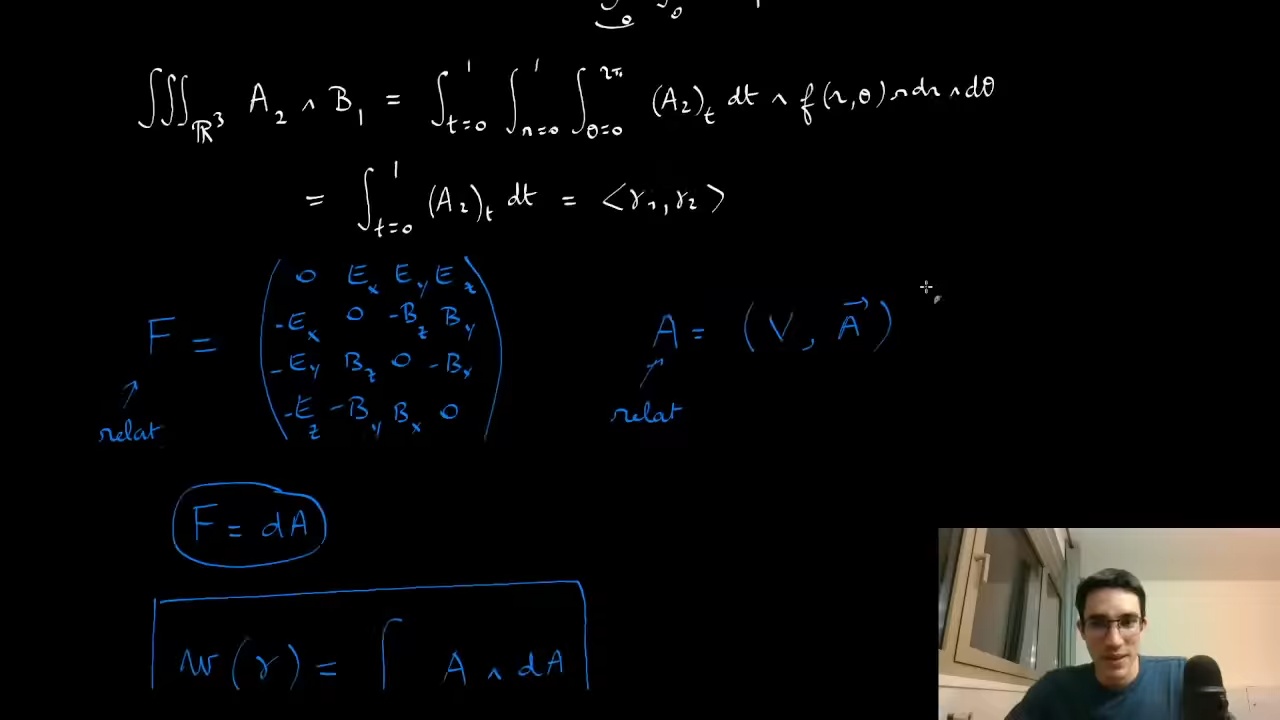 ∭_{ℝ³} A₂ ∧ B₁ = ∫_{t=0}^{1} ∫_{r=0}^{1} ∫_{θ=0}^{2π} (A₂)_t dt ∧ f(r,θ) ∧ dr ∧ dθ
= ∫_{t=0}^{1} (A₂)_t dt = <γ₁, γ₂>
F = ( 0 E_x E_y E_z
-E_x 0 -B_z B_y
-E_y B_z 0 -B_x
-E_z -B_y B_x 0 )
relat
A = (V, A⃗)
relat
F = dA
W(γ) = ∫ A ∧ dA